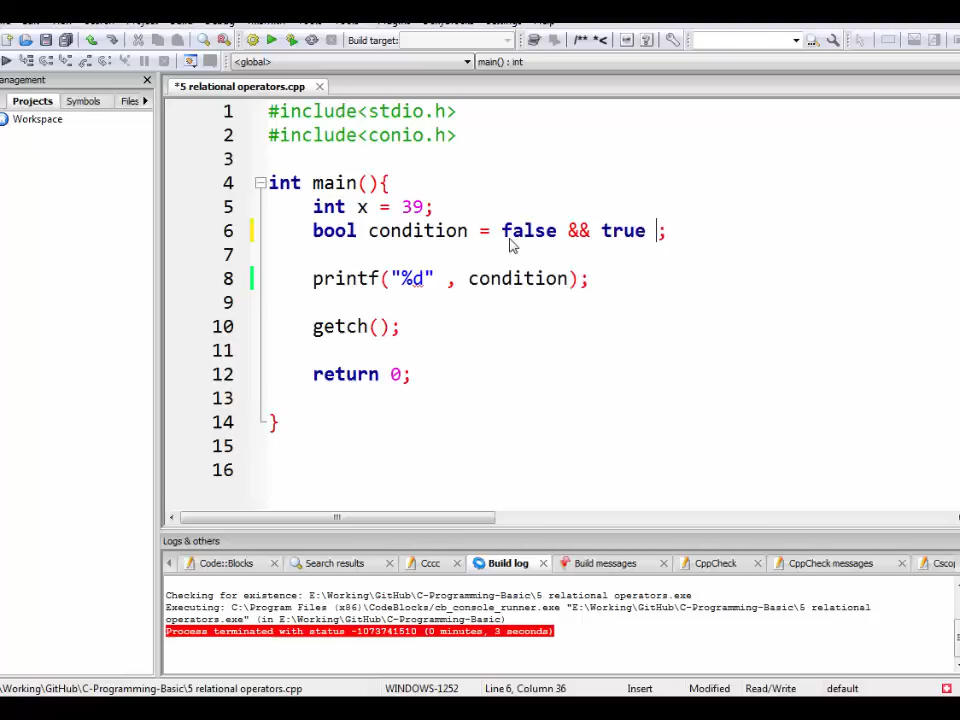 Build target:
<global>
main() : int
anagement
*5 relational operators.cpp
Projects Symbols Files
Workspace
1 #include<stdio.h>
2 #include<conio.h>
3
4 int main(){
5 int x = 39;
6 bool condition = false && true ;
7
8 printf("%d" , condition);
9
10 getch();
11
12 return 0;
13
14 }
15
16
Logs & others
Code::Blocks Search results Cccc Build log Build messages CppCheck CppCheck messages Cscop
Checking for existence: E:\Working\GitHub\C-Programming-Basic\5 relational operators.exe
Executing: C:\Program Files (x86)\CodeBlocks/cb_console_runner.exe "E:\Working\GitHub\C-Programming-Basic\5 relational
operators.exe" (in E:\Working\GitHub\C-Programming-Basic)
Process terminated with status -1073741510 (0 minutes, 3 seconds)
\Working\GitHub\C-Programming-Basic\5 relational operators.cpp WINDOWS-1252 Line 6, Column 36 Insert Modified Read/Write default